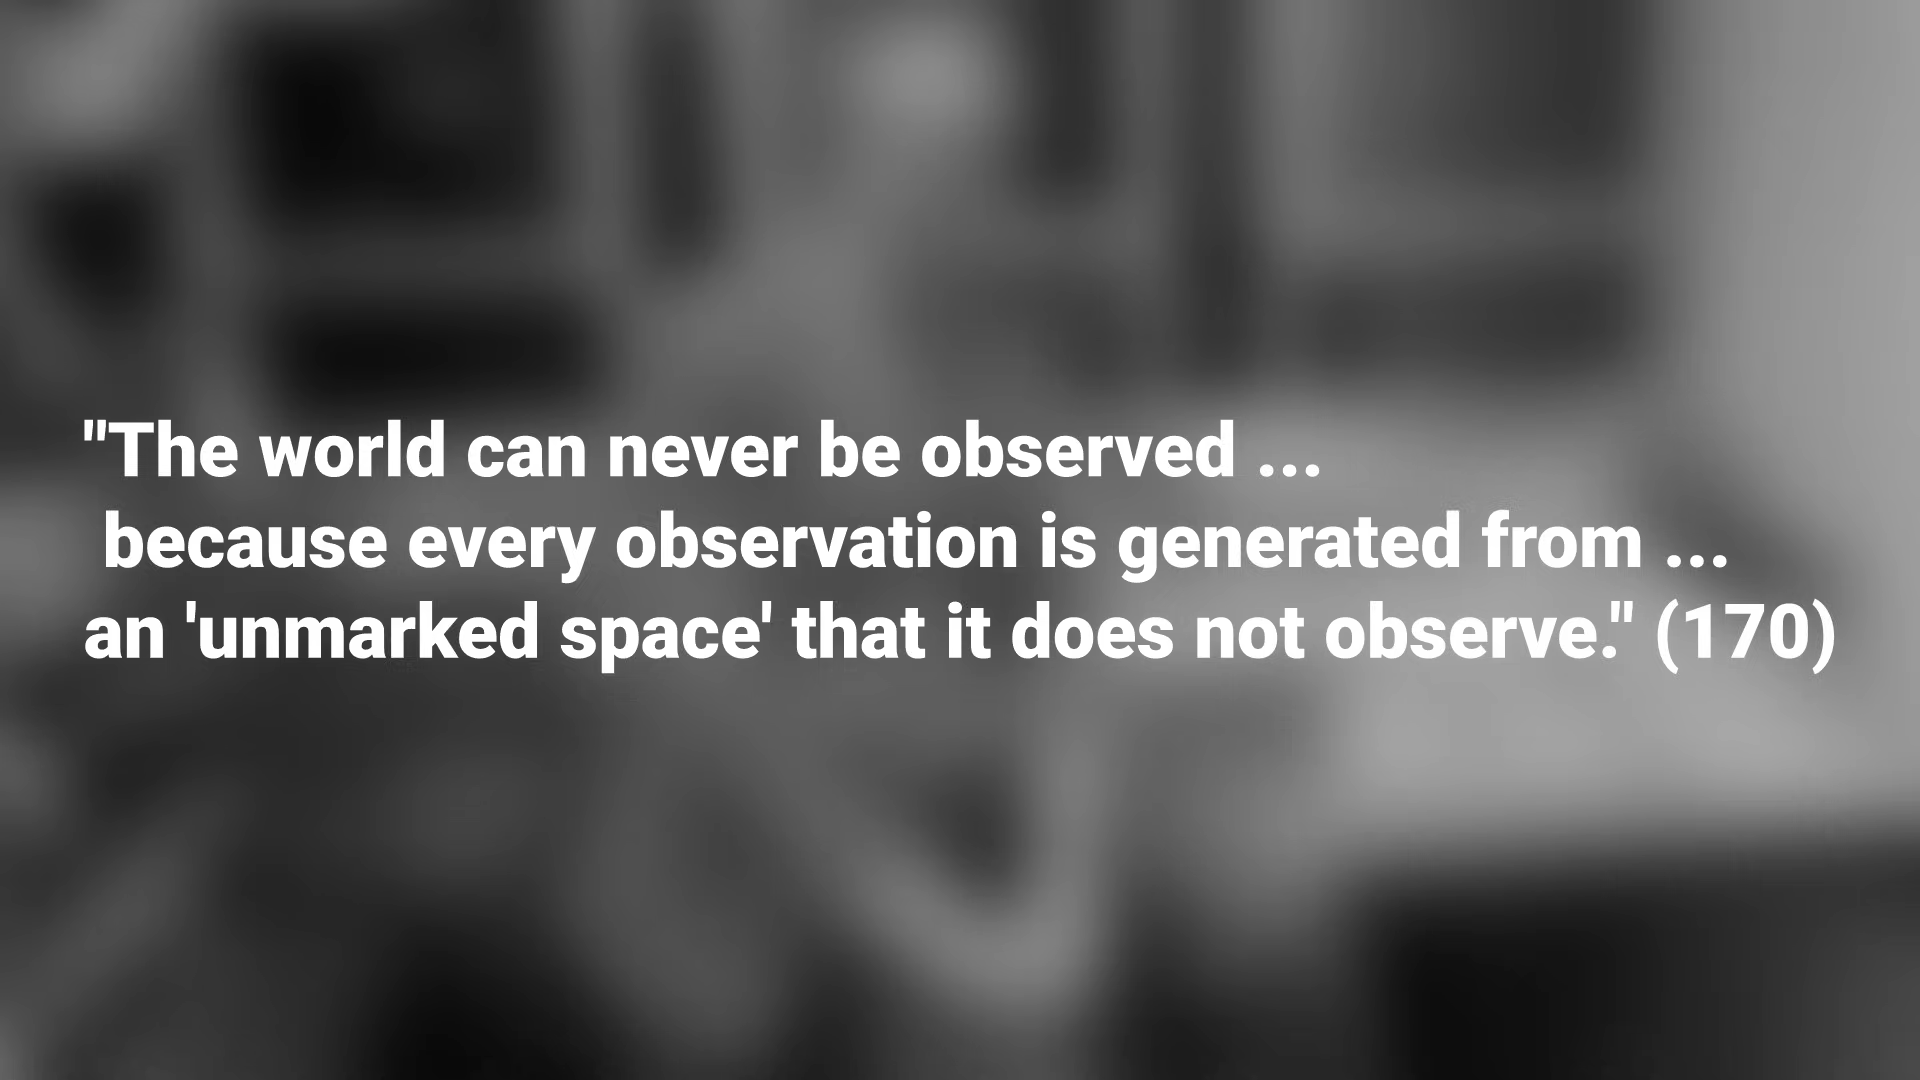 "The world can never be observed ...
because every observation is generated from ...
an 'unmarked space' that it does not observe." (170)